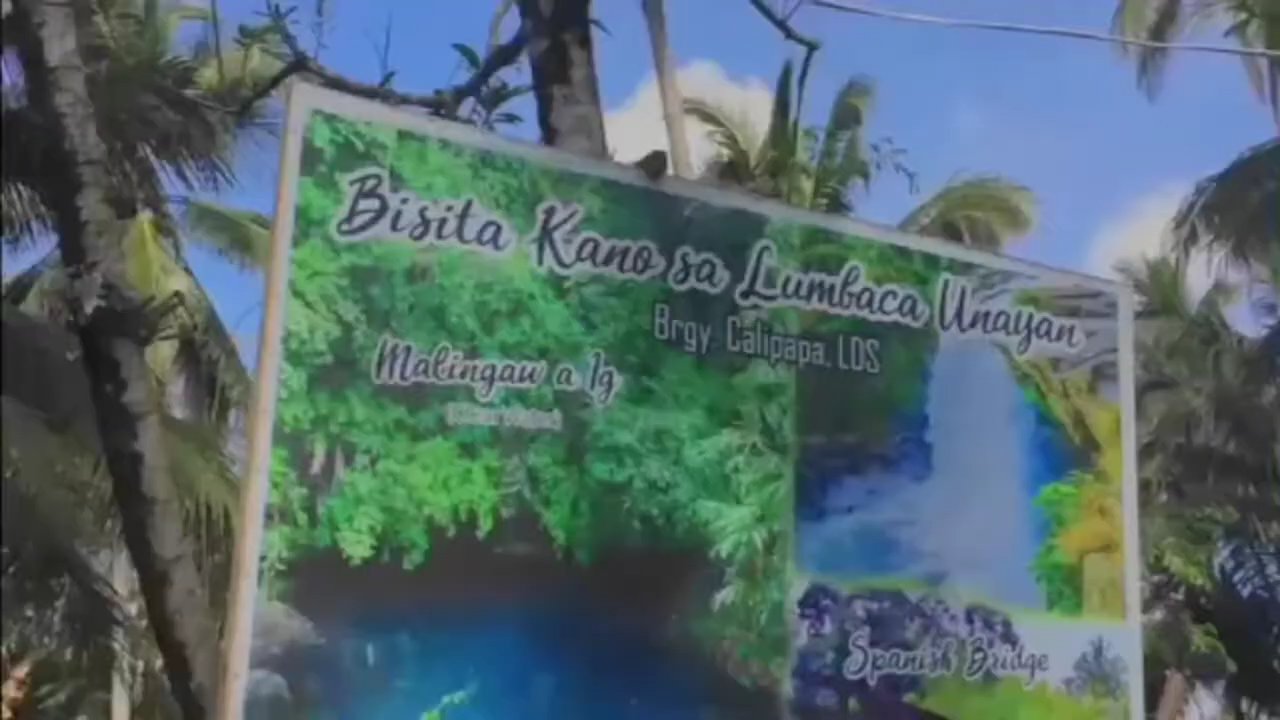 Bisita Kano sa Lumbaca Unayan
Brgy. Calipapa, LDS
Malingaw a Ig
Spanish Bridge